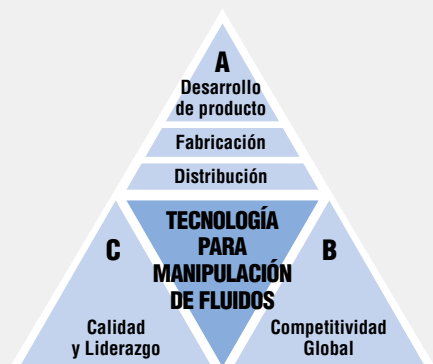 A
Desarrollo
de producto
Fabricación
Distribución
TECNOLOGÍA
PARA
MANIPULACIÓN
DE FLUIDOS
C
Calidad
y Liderazgo
B
Competitividad
Global